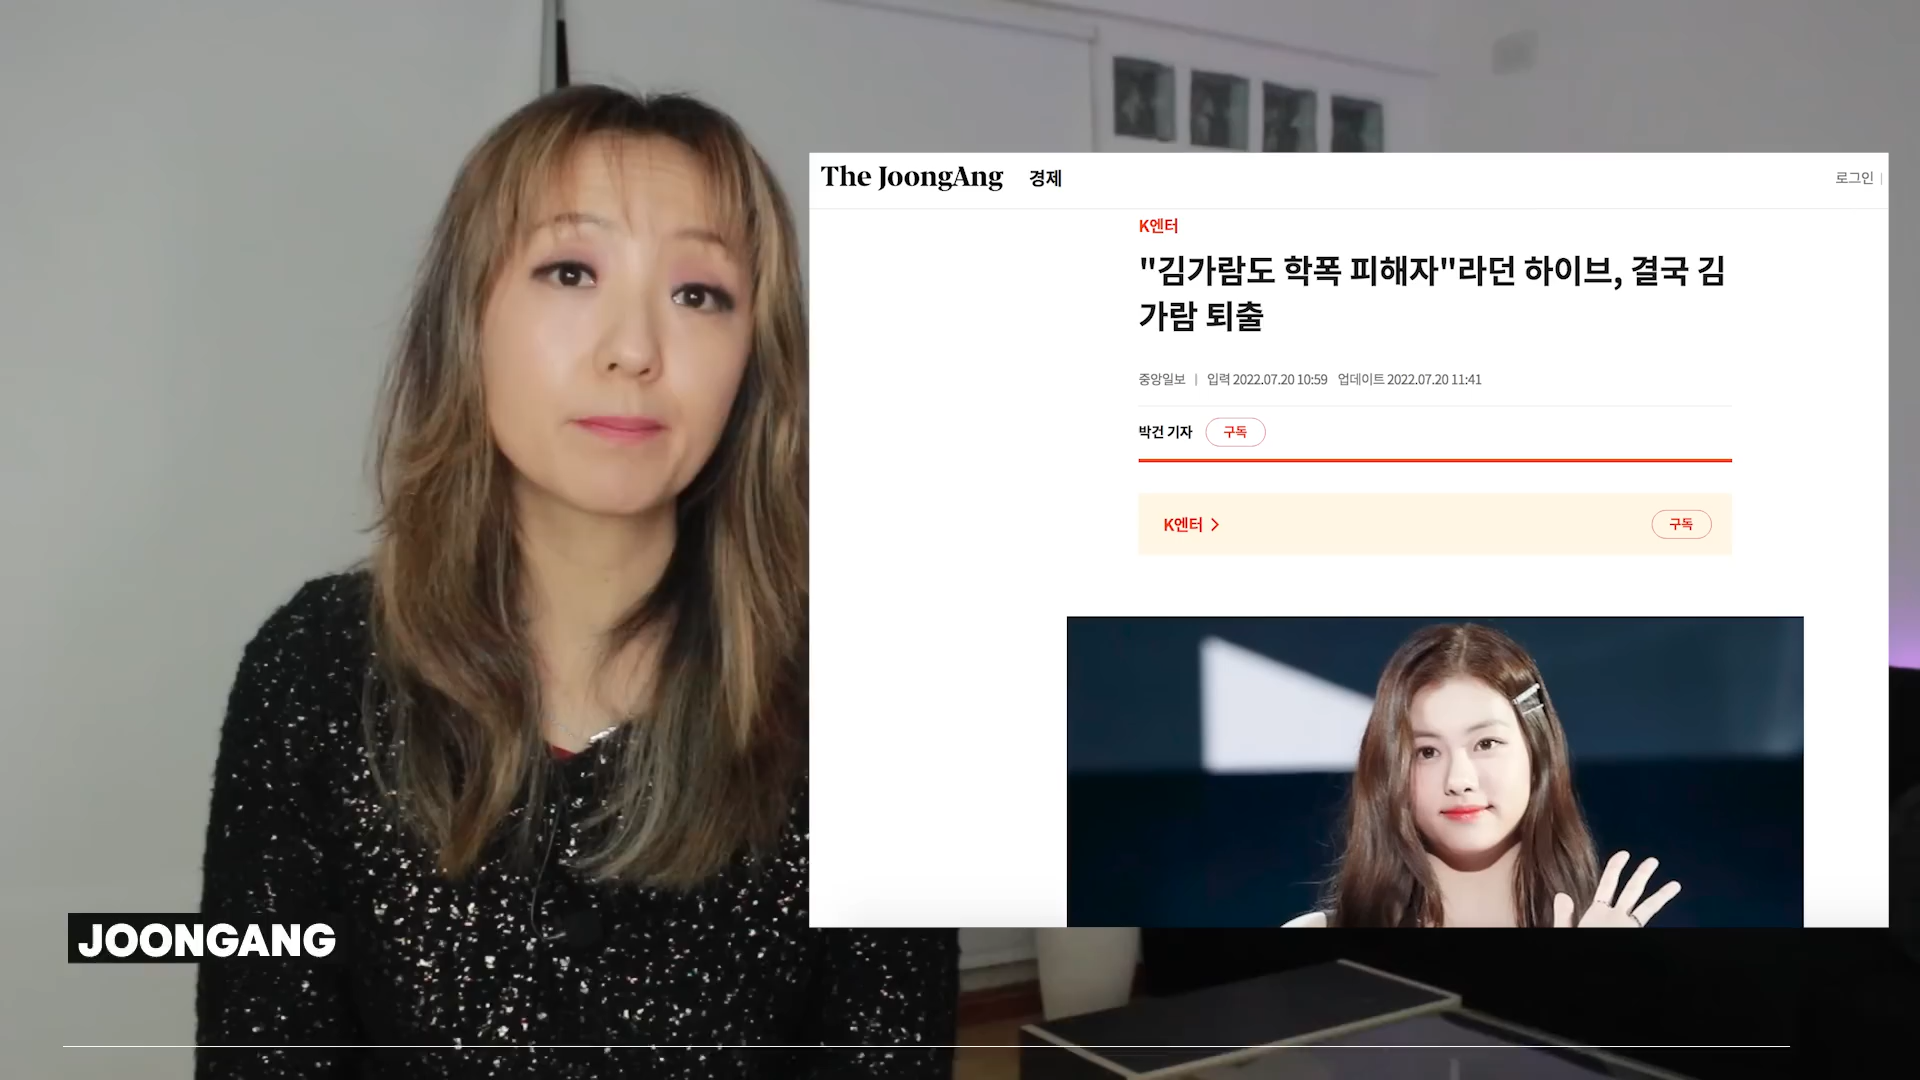 The JoongAng 경제
로그인 |
K엔터
"김가람도 학폭 피해자"라던 하이브, 결국 김
가람 퇴출
중앙일보 | 입력 2022.07.20 10:59 업데이트 2022.07.20 11:41
박건 기자 구독
K엔터 >
구독
JOONGANG